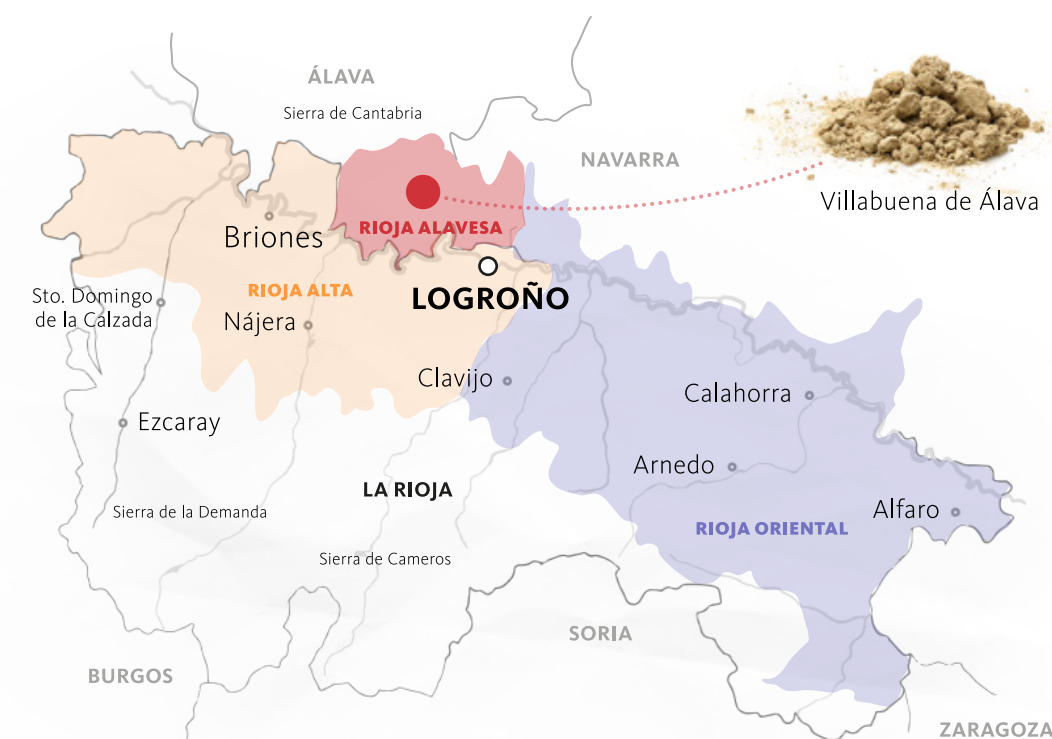 ÁLAVA
Sierra de Cantabria
NAVARRA
Villabuena de Álava
RIOJA ALAVESA
Briones
RIOJA ALTA
LOGROÑO
Sto. Domingo
de la Calzada
Nájera
Clavijo
Calahorra
Ezcaray
Arnedo
LA RIOJA
Sierra de la Demanda
Alfaro
RIOJA ORIENTAL
Sierra de Cameros
SORIA
BURGOS
ZARAGOZA